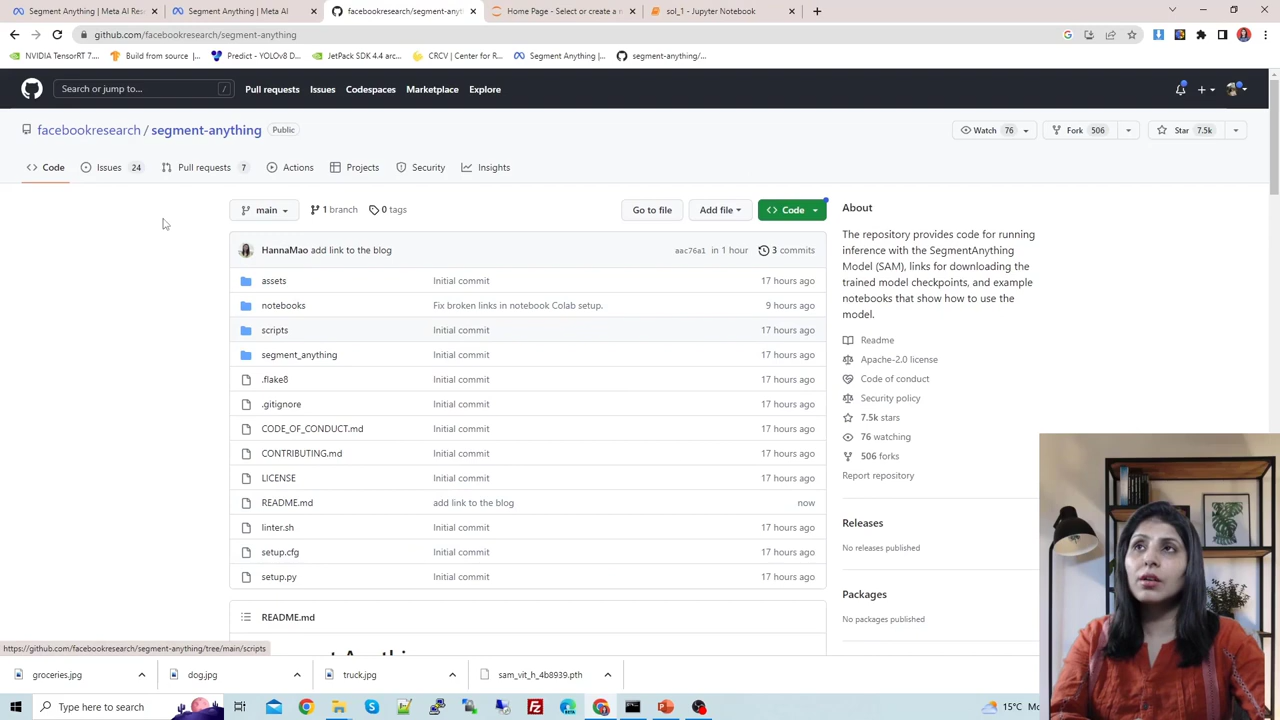 Segment Anything | Meta AI Res
Segment Anything | Meta AI
facebookresearch/segment-anythin
Home Page - Select or create a n
sol_1 - Jupyter Notebook
github.com/facebookresearch/segment-anything
NVIDIA TensorRT 7....
Build from source |...
Predict - YOLOv8 D...
JetPack SDK 4.4 arc...
CRCV | Center for R...
Segment Anything |...
segment-anything/...
Search or jump to...
/
Pull requests
Issues
Codespaces
Marketplace
Explore
facebookresearch / segment-anything
Public
Watch 76
Fork 506
Star 7.5k
Code
Issues 24
Pull requests 7
Actions
Projects
Security
Insights
main
1 branch
0 tags
Go to file
Add file
Code
HannaMao add link to the blog
aac76a1 in 1 hour
3 commits
assets Initial commit 17 hours ago
notebooks Fix broken links in notebook Colab setup. 9 hours ago
scripts Initial commit 17 hours ago
segment_anything Initial commit 17 hours ago
.flake8 Initial commit 17 hours ago
.gitignore Initial commit 17 hours ago
CODE_OF_CONDUCT.md Initial commit 17 hours ago
CONTRIBUTING.md Initial commit 17 hours ago
LICENSE Initial commit 17 hours ago
README.md add link to the blog now
linter.sh Initial commit 17 hours ago
setup.cfg Initial commit 17 hours ago
setup.py Initial commit 17 hours ago
README.md
About
The repository provides code for running
inference with the SegmentAnything
Model (SAM), links for downloading the
trained model checkpoints, and example
notebooks that show how to use the
model.
Readme
Apache-2.0 license
Code of conduct
Security policy
7.5k stars
76 watching
506 forks
Report repository
Releases
No releases published
Packages
No packages published
https://github.com/facebookresearch/segment-anything/tree/main/scripts
groceries.jpg
dog.jpg
truck.jpg
sam_vit_h_4b8939.pth
Type here to search
15°C